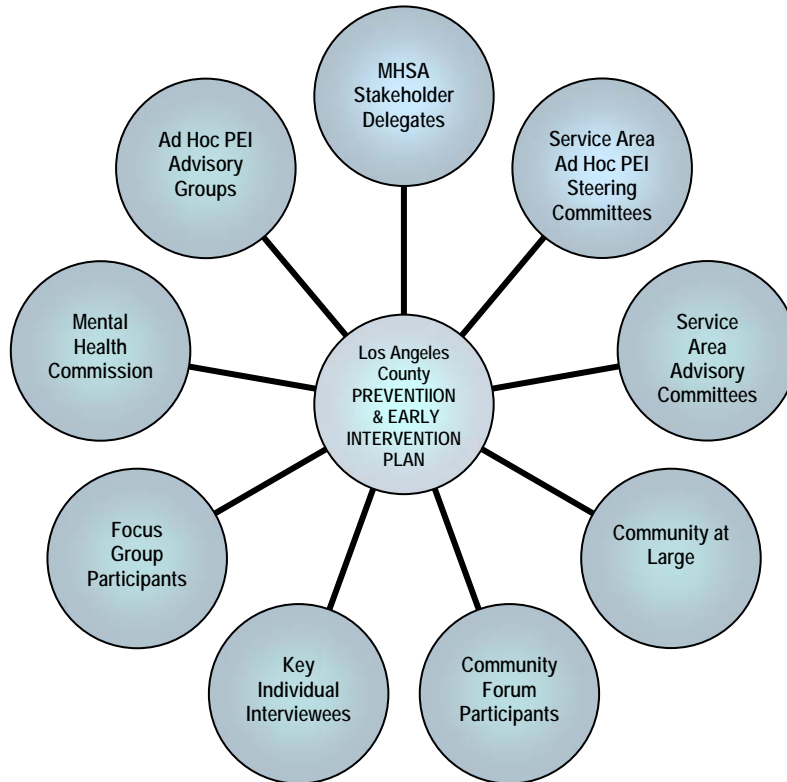 MHSA
Stakeholder
Delegates
Service Area
Ad Hoc PEI
Steering
Committees
Service
Area
Advisory
Committees
Community at
Large
Community
Forum
Participants
Key
Individual
Interviewees
Focus
Group
Participants
Mental
Health
Commission
Ad Hoc PEI
Advisory
Groups
Los Angeles
County
PREVENTIION
& EARLY
INTERVENTION
PLAN